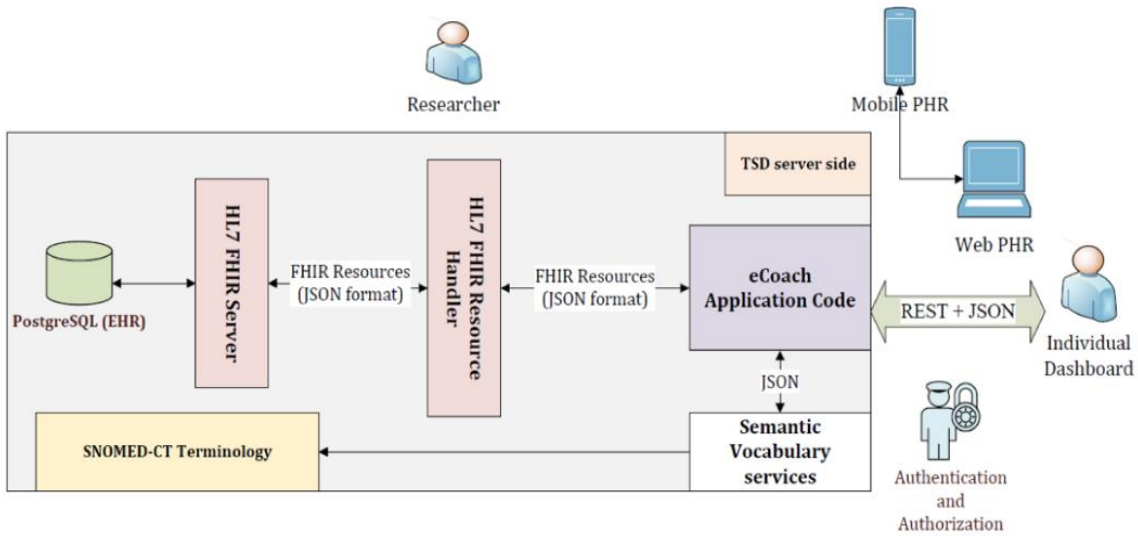 Researcher
Mobile PHR
TSD server side
Web PHR
HL7 FHIR Server
HL7 FHIR Resource
Handler
FHIR Resources
(JSON format)
FHIR Resources
(JSON format)
eCoach
Application Code
REST + JSON
PostgreSQL (EHR)
Individual
Dashboard
JSON
SNOMED-CT Terminology
Semantic
Vocabulary
services
Authentication
and
Authorization